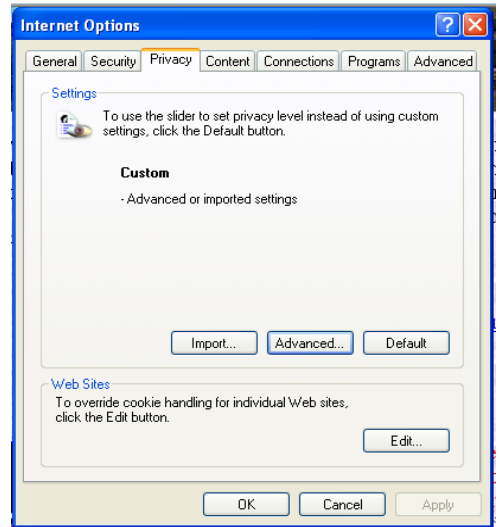 Internet Options
General Security Privacy Content Connections Programs Advanced
Settings
To use the slider to set privacy level instead of using custom
settings, click the Default button.
Custom
- Advanced or imported settings
Import... Advanced... Default
Web Sites
To override cookie handling for individual Web sites,
click the Edit button.
Edit...
OK Cancel Apply